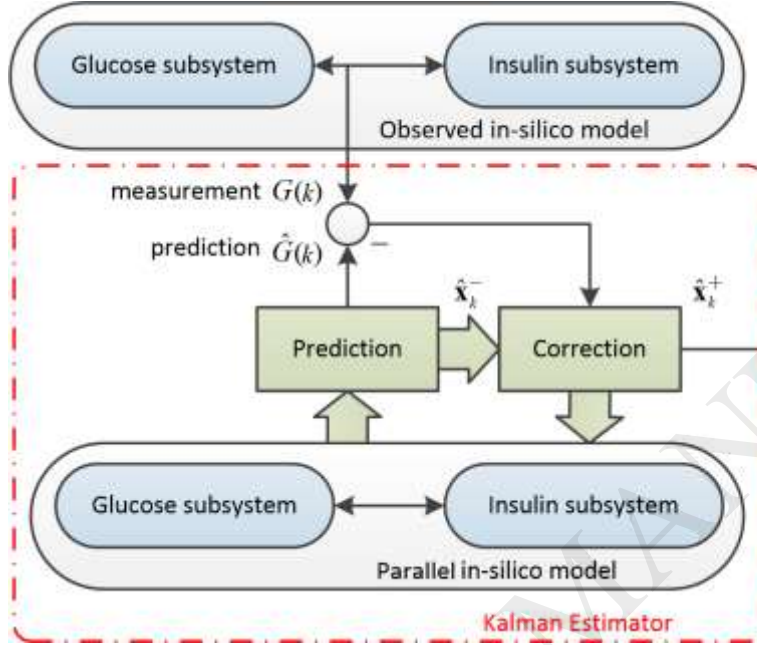 Glucose subsystem
Insulin subsystem
Observed in-silico model
measurement G(k)
prediction Ĝ(k)
−
x̂ₖ⁻
x̂ₖ⁺
Prediction
Correction
Glucose subsystem
Insulin subsystem
Parallel in-silico model
Kalman Estimator